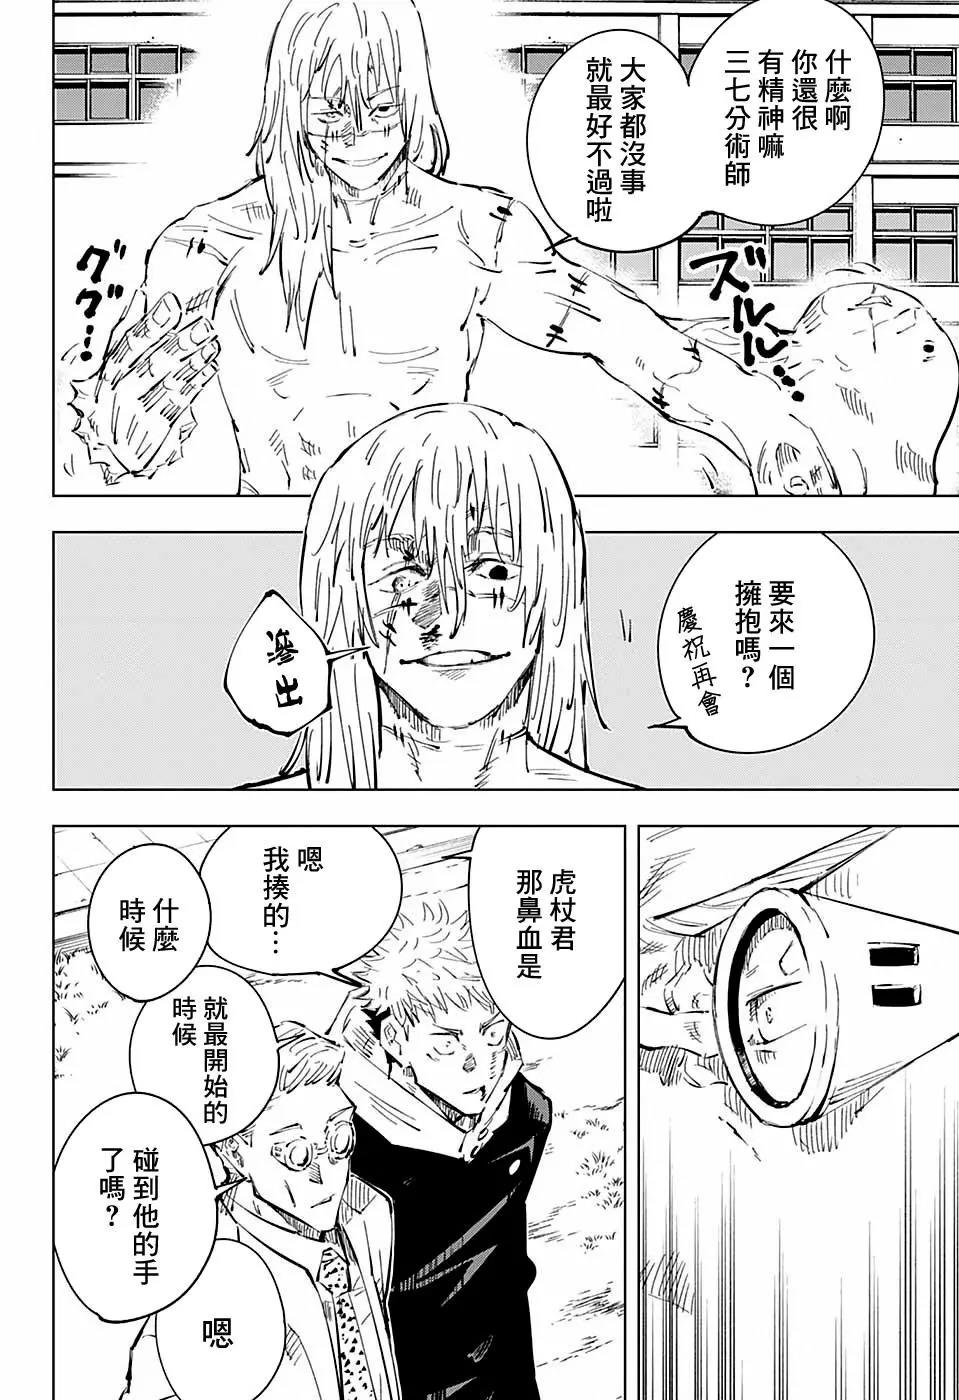 什麼啊
你還很
有精神嘛
三七分術師
大家都沒事
就最好不過啦
ズルル…
ググ…
要來一個
擁抱嗎?
慶祝再會
滲出
虎杖君
那鼻血是
嗯
我揍的…
什麼
時候
就最開始的
時候
碰到他的手
了嗎?
嗯